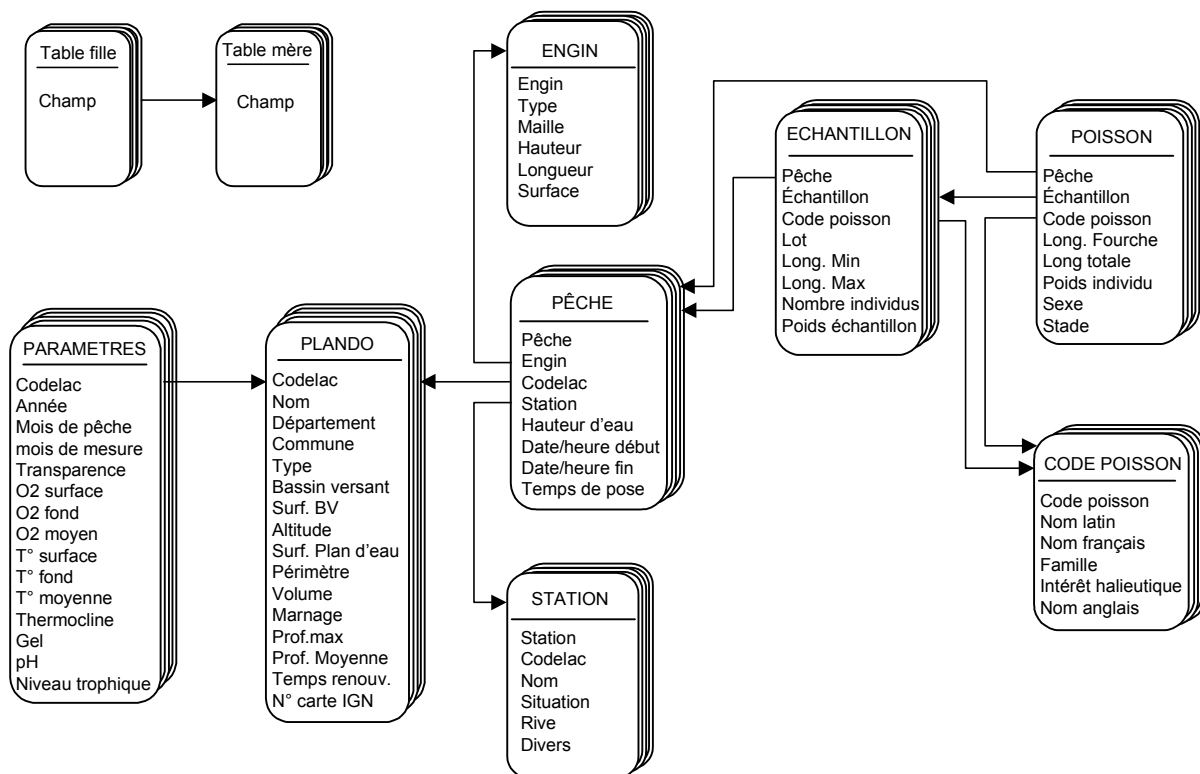 Table fille
Champ
Table mère
Champ
ENGIN
Engin
Type
Maille
Hauteur
Longueur
Surface
ECHANTILLON
Pêche
Échantillon
Code poisson
Lot
Long. Min
Long. Max
Nombre individus
Poids échantillon
POISSON
Pêche
Échantillon
Code poisson
Long. Fourche
Long totale
Poids individu
Sexe
Stade
PARAMETRES
Codelac
Année
Mois de pêche
mois de mesure
Transparence
O2 surface
O2 fond
O2 moyen
T° surface
T° fond
T° moyenne
Thermocline
Gel
pH
Niveau trophique
PLANDO
Codelac
Nom
Département
Commune
Type
Bassin versant
Surf. BV
Altitude
Surf. Plan d'eau
Périmètre
Volume
Marnage
Prof.max
Prof. Moyenne
Temps renouv.
N° carte IGN
PÊCHE
Pêche
Engin
Codelac
Station
Hauteur d'eau
Date/heure début
Date/heure fin
Temps de pose
CODE POISSON
Code poisson
Nom latin
Nom français
Famille
Intérêt halieutique
Nom anglais
STATION
Station
Codelac
Nom
Situation
Rive
Divers